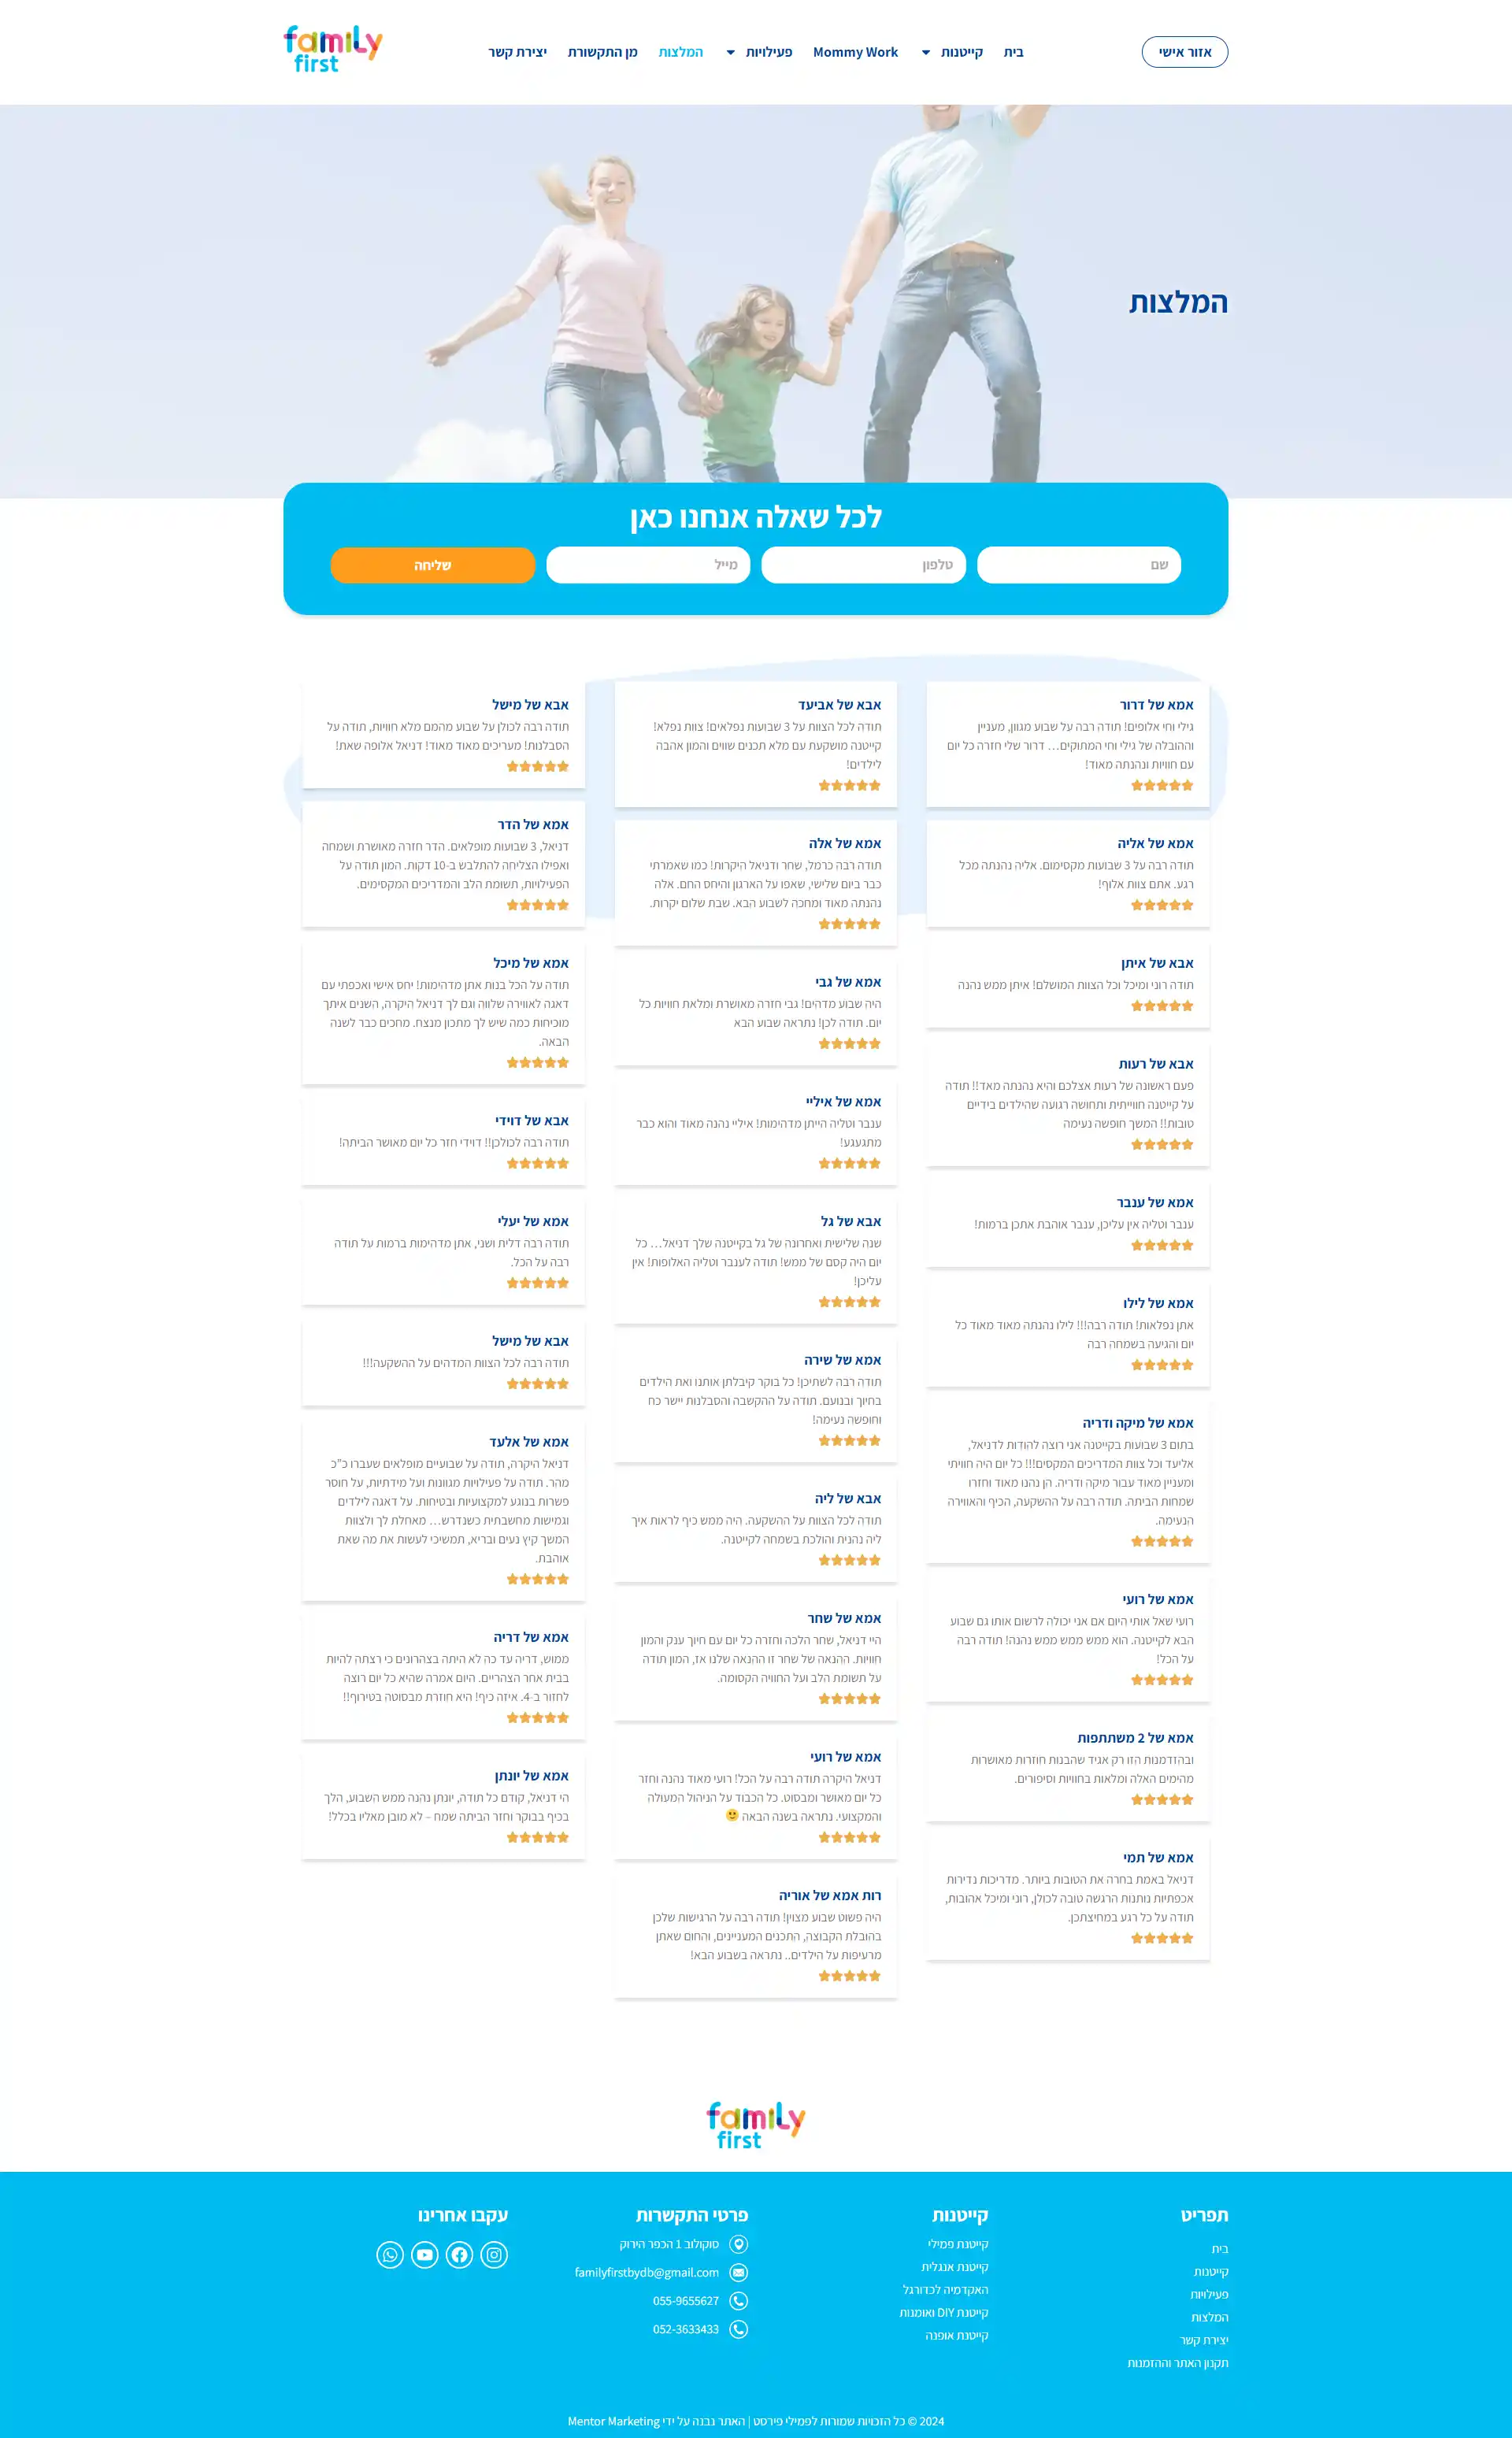 אזור אישי
בית
קייטנות
Mommy Work
פעילויות
המלצות
מן התקשורת
יצירת קשר
family
first
המלצות
לכל שאלה אנחנו כאן
שם
טלפון
מייל
שליחה
אמא של דרור
גילי וחי אלופים! תודה רבה על שבוע מגוון, מעניין
וההובלה של גילי וחי המתוקים… דרור שלי חזרה כל יום
עם חוויות ונהנתה מאוד!
אמא של אליה
תודה רבה על 3 שבועות מקסימום. אליה נהנתה מכל
רגע. אתם צוות אלוף!
אבא של איתן
תודה רוני ומיכל וכל הצוות המושלם! איתן ממש נהנה
אבא של רעות
פעם ראשונה של רעות אצלכם והיא נהנתה מאד!! תודה
על קייטנה חווייתית ותחושה רגועה שהילדים בידיים
טובות!! המשך חופשה נעימה
אמא של ענבר
ענבר וטליה אין עליכן, ענבר אוהבת אתכן ברמות!
אמא של לילו
אתן נפלאות! תודה רבה!!! לילו נהנתה מאוד מאוד כל
יום והגיעה בשמחה רבה
אמא של מיקה ודריה
בתום 3 שבועות בקייטנה אני רוצה להודות לדניאל,
אליעד וכל צוות המדריכים המקסים!!! כל יום היה חוויתי
ומעניין מאוד עבור מיקה ודריה. הן נהנו מאוד וחזרו
שמחות הביתה. תודה רבה על ההשקעה, הכיף והאווירה
הנעימה.
אמא של רועי
רועי שאל אותי היום אם אני יכולה לרשום אותו גם שבוע
הבא לקייטנה. הוא ממש ממש ממש נהנה! תודה רבה
על הכל!
אמא של 2 משתתפות
ובהזדמנות הזו רק אגיד שהבנות חוזרות מאושרות
מהימים האלה ומלאות בחוויות וסיפורים.
אמא של תמי
דניאל באמת בחרה את הטובות ביותר. מדריכות נדירות
אכפתיות נותנות הרגשה טובה לכולן, רוני ומיכל אהובות,
תודה על כל רגע במחיצתכן.
אבא של אביעד
תודה לכל הצוות על 3 שבועות נפלאים! צוות נפלא!
קייטנה מושקעת עם מלא תכנים שווים והמון אהבה
לילדים!
אמא של אלה
תודה רבה כרמל, שחר ודניאל היקרות! כמו שאמרתי
כבר ביום שלישי, שאפו על הארגון והיחס החם. אלה
נהנתה מאוד ומחכה לשבוע הבא. שבת שלום יקרות.
אמא של גבי
היה שבוע מדהים! גבי חזרה מאושרת ומלאת חוויות כל
יום. תודה לכן! נתראה שבוע הבא
אמא של איליי
ענבר וטליה הייתן מדהימות! איליי נהנה מאוד והוא כבר
מתגעגע!
אבא של גל
שנה שלישית ואחרונה של גל בקייטנה שלך דניאל… כל
יום היה קסם של ממש! תודה לענבר וטליה האלופות! אין
עליכן!
אמא של שירה
תודה רבה לשתיכן! כל בוקר קיבלתן אותנו ואת הילדים
בחיוך ובנועם. תודה על ההקשבה והסבלנות יישר כח
וחופשה נעימה!
אבא של ליה
תודה לכל הצוות על ההשקעה. היה ממש כיף לראות איך
ליה נהנית והולכת בשמחה לקייטנה.
אמא של שחר
היי דניאל, שחר הלכה וחזרה כל יום עם חיוך ענק והמון
חוויות. ההנאה של שחר זו ההנאה שלנו אז, המון תודה
על תשומת הלב ועל החוויה הקסומה.
אמא של רועי
דניאל היקרה תודה רבה על הכל! רועי מאוד נהנה וחזר
כל יום מאושר ומבסוט. כל הכבוד על הניהול המעולה
והמקצועי. נתראה בשנה הבאה 🙂
רות אמא של אוריה
היה פשוט שבוע מצוין! תודה רבה על הרגישות שלכן
בהובלת הקבוצה, התכנים המעניינים, והחום שאתן
מרעיפות על הילדים.. נתראה בשבוע הבא!
אבא של מישל
תודה רבה לכולן על שבוע מהמם מלא חוויות, תודה על
הסבלנות! מעריכים מאוד מאוד! דניאל אלופה שאת!
אמא של הדר
דניאל, 3 שבועות מופלאים. הדר חזרה מאושרת ושמחה
ואפילו הצליחה להתלבש ב-10 דקות. המון תודה על
הפעילויות, תשומת הלב והמדריכים המקסימים.
אמא של מיכל
תודה על הכל בנות אתן מדהימות! יחס אישי ואכפתי עם
דאגה לאווירה שלווה וגם לך דניאל היקרה, השנים איתך
מוכיחות כמה שיש לך מתכון מנצח. מחכים כבר לשנה
הבאה.
אבא של דוידי
תודה רבה לכולכן!! דוידי חזר כל יום מאושר הביתה!
אמא של יעלי
תודה רבה דלית ושני, אתן מדהימות ברמות על תודה
רבה על הכל.
אבא של מישל
תודה רבה לכל הצוות המדהים על ההשקעה!!!
אמא של אלעד
דניאל היקרה, תודה על שבועיים מופלאים שעברו כ"כ
מהר. תודה על פעילויות מגוונות ועל מידתיות, על חוסר
פשרות בנוגע למקצועיות ובטיחות. על דאגה לילדים
וגמישות מחשבתית כשנדרש… מאחלת לך ולצוות
המשך קיץ נעים ובריא, תמשיכי לעשות את מה שאת
אוהבת.
אמא של דריה
ממוש, דריה עד כה לא היתה בצהרונים כי רצתה להיות
בבית אחר הצהריים. היום אמרה שהיא כל יום רוצה
לחזור ב-4. איזה כיף! היא חוזרת מבסוטה בטירוף!!
אמא של יונתן
הי דניאל, קודם כל תודה, יונתן נהנה ממש השבוע, הלך
בכיף בבוקר וחזר הביתה שמח – לא מובן מאליו בכלל!
family
first
תפריט
בית
קייטנות
פעילויות
המלצות
יצירת קשר
תקנון האתר וההזמנות
קייטנות
קייטנת פמילי
קייטנת אנגלית
האקדמיה לכדורגל
קייטנת DIY ואומנות
קייטנת אופנה
פרטי התקשרות
סוקולוב 1 הכפר הירוק
familyfirstbydb@gmail.com
055-9655627
052-3633433
עקבו אחרינו
2024 © כל הזכויות שמורות לפמילי פירסט | האתר נבנה על ידי Mentor Marketing